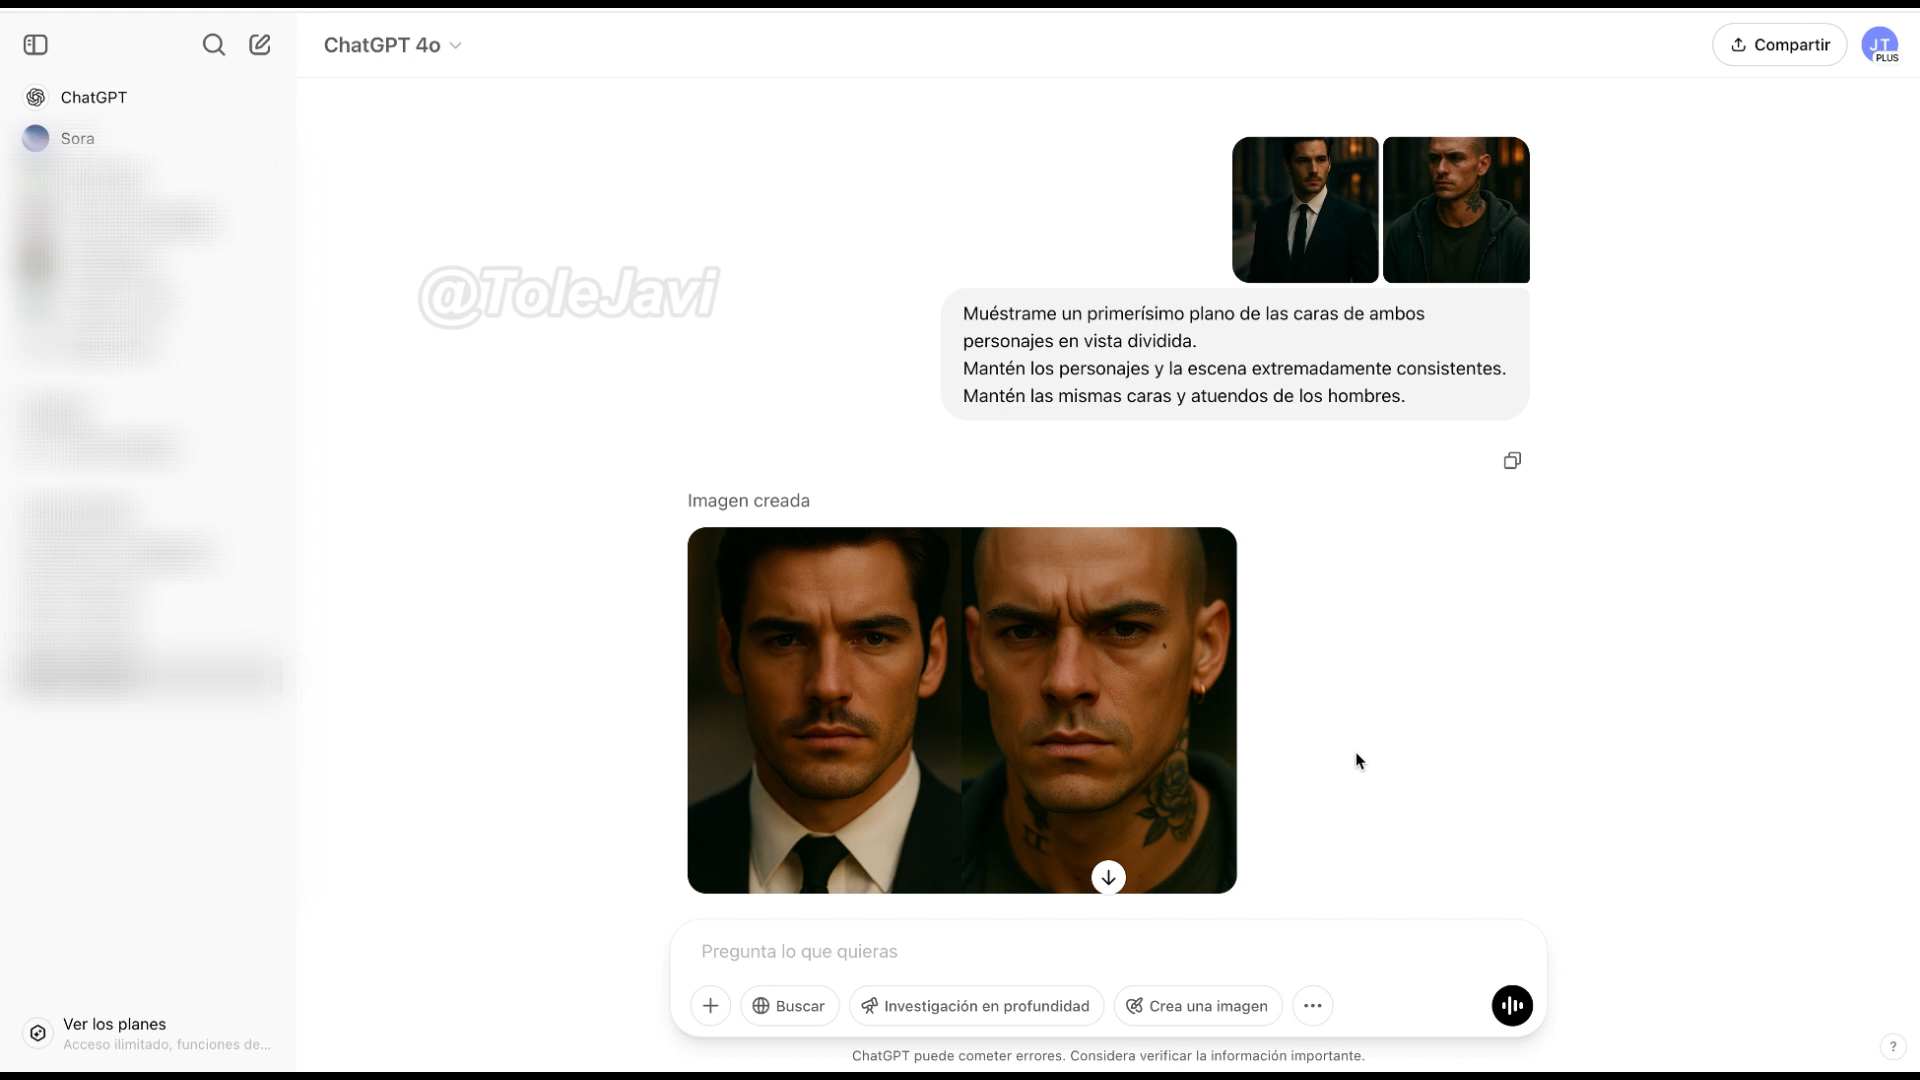 ChatGPT 4o
Compartir
JT
PLUS
ChatGPT
Sora
@ToleJavi
Muéstrame un primerísimo plano de las caras de ambos
personajes en vista dividida.
Mantén los personajes y la escena extremadamente consistentes.
Mantén las mismas caras y atuendos de los hombres.
Imagen creada
Pregunta lo que quieras
Buscar
Investigación en profundidad
Crea una imagen
Ver los planes
Acceso ilimitado, funciones de...
ChatGPT puede cometer errores. Considera verificar la información importante.
?